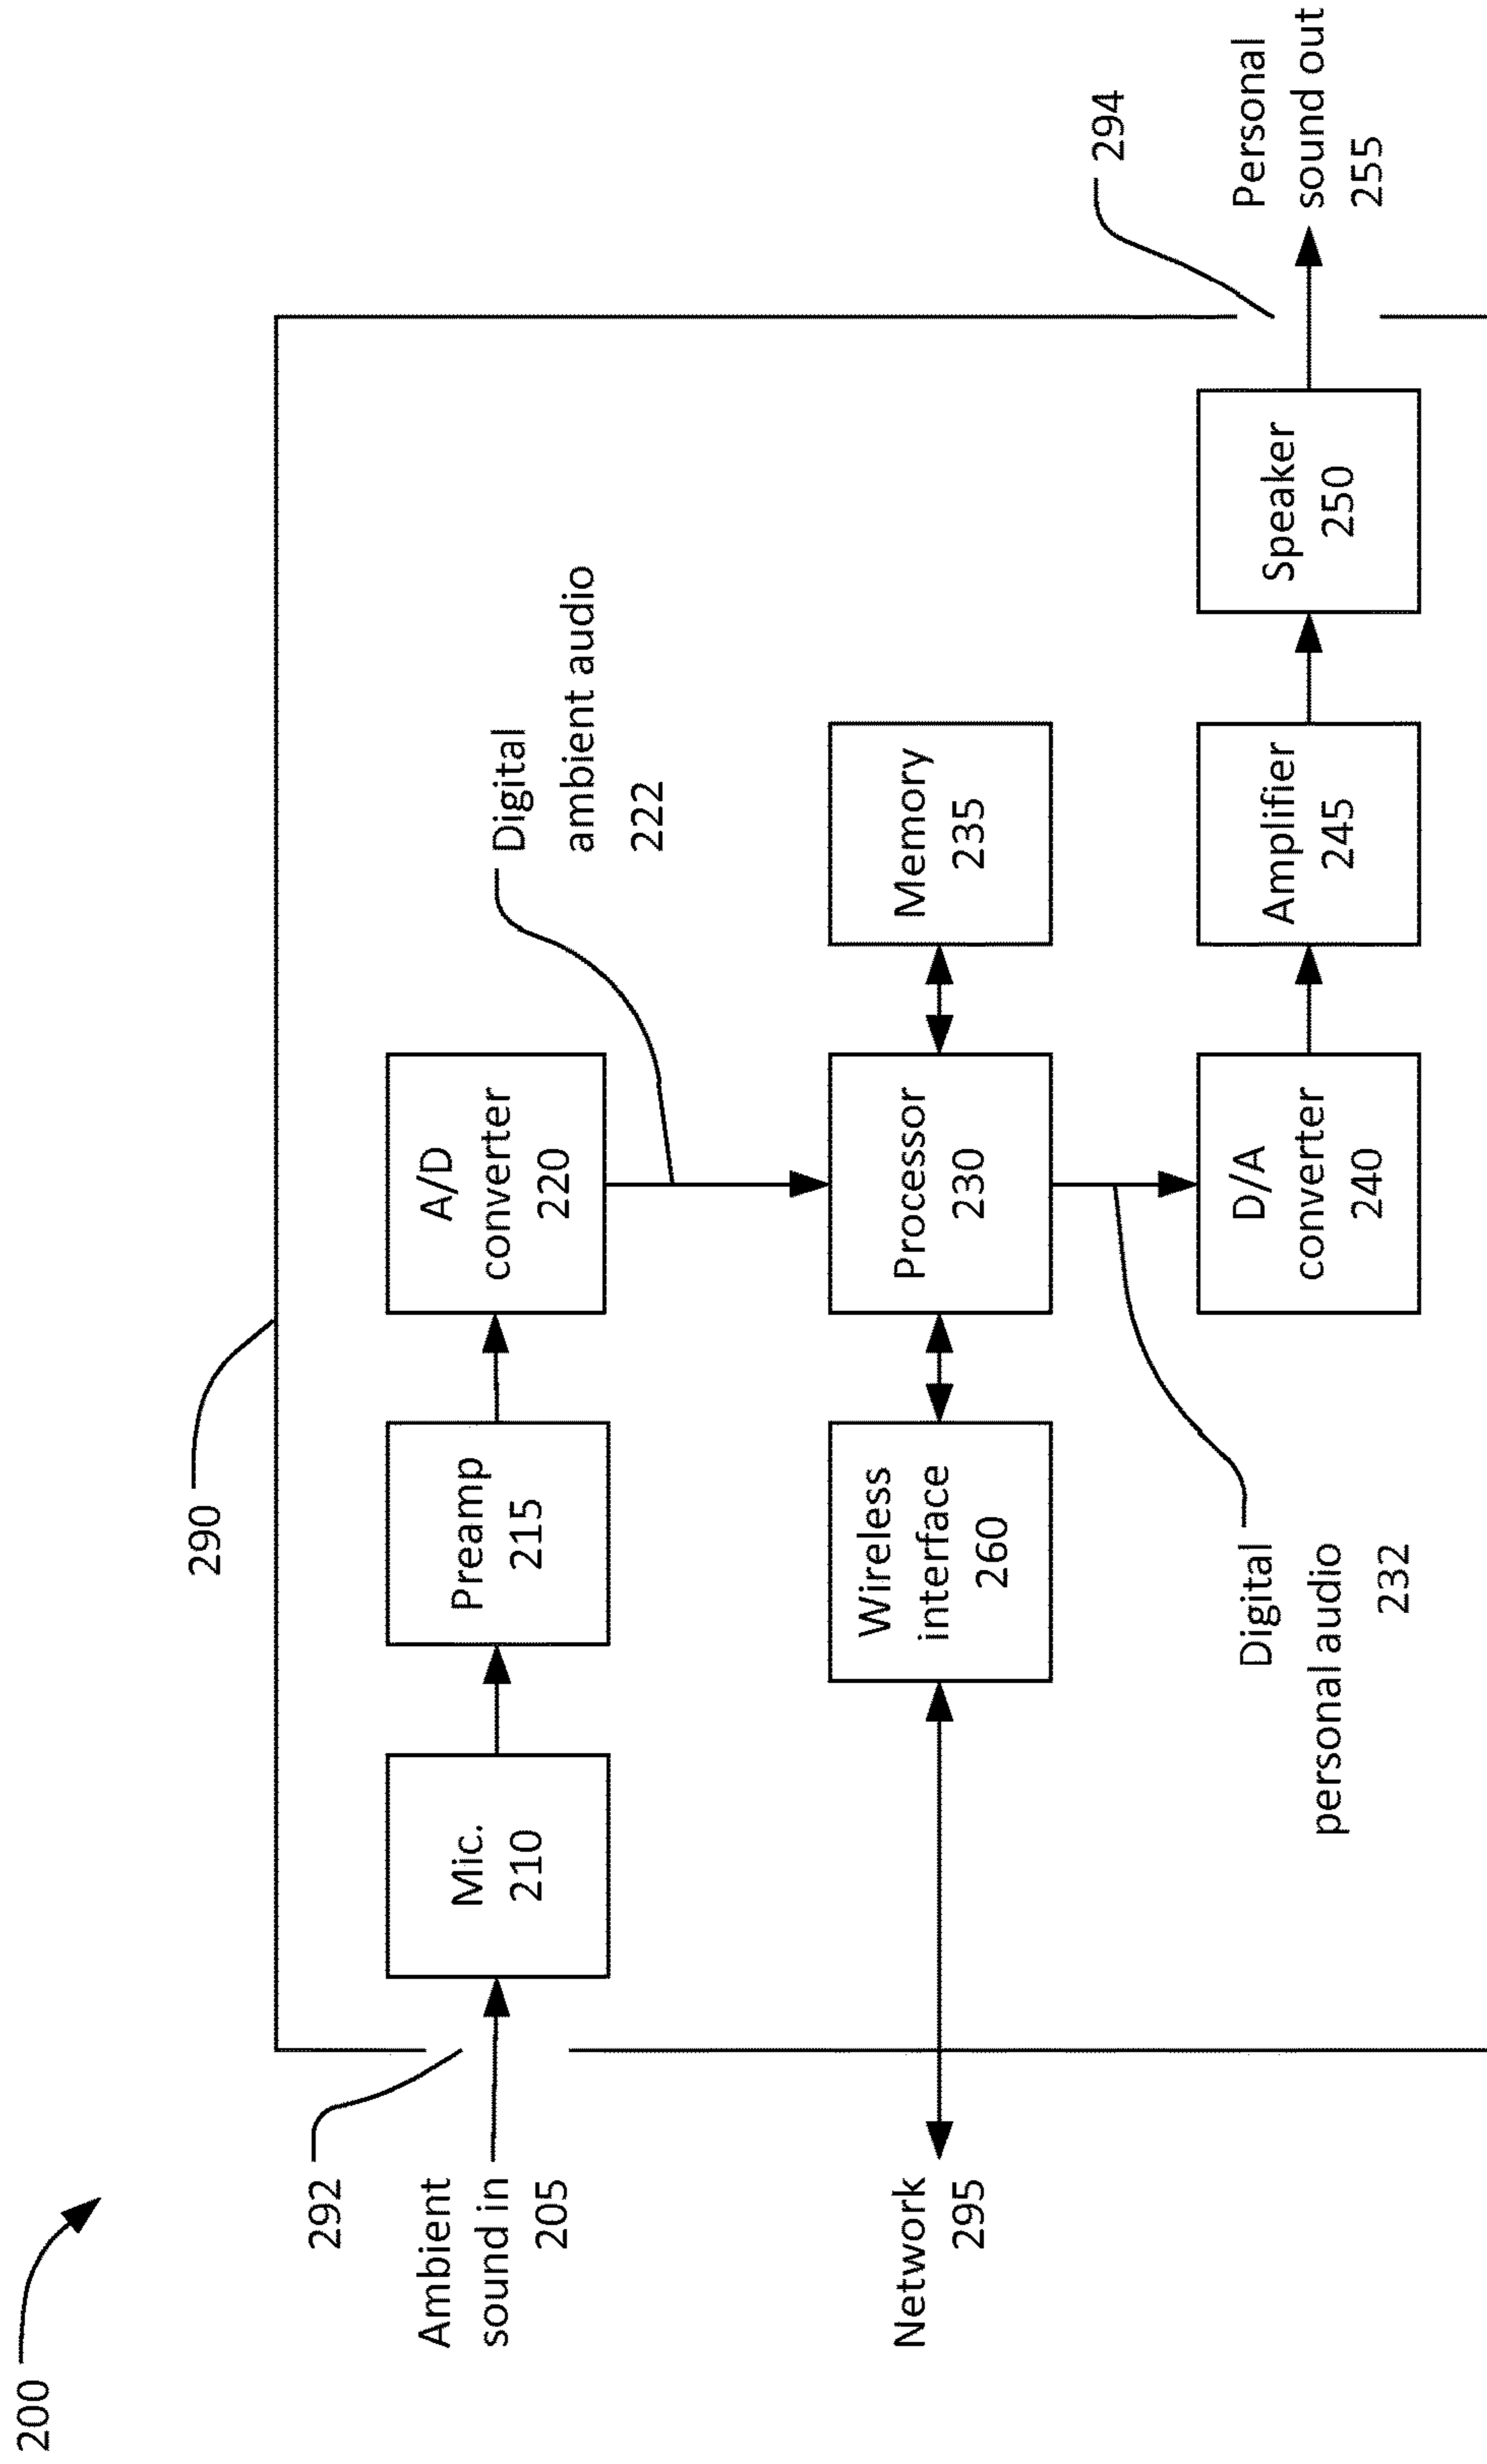 200
290
292
Ambient
sound in
205
Mic.
210
Preamp
215
A/D
converter
220
Digital
ambient audio
222
Network
295
Wireless
interface
260
Processor
230
Memory
235
Digital
personal audio
232
D/A
converter
240
Amplifier
245
Speaker
250
294
Personal
sound out
255